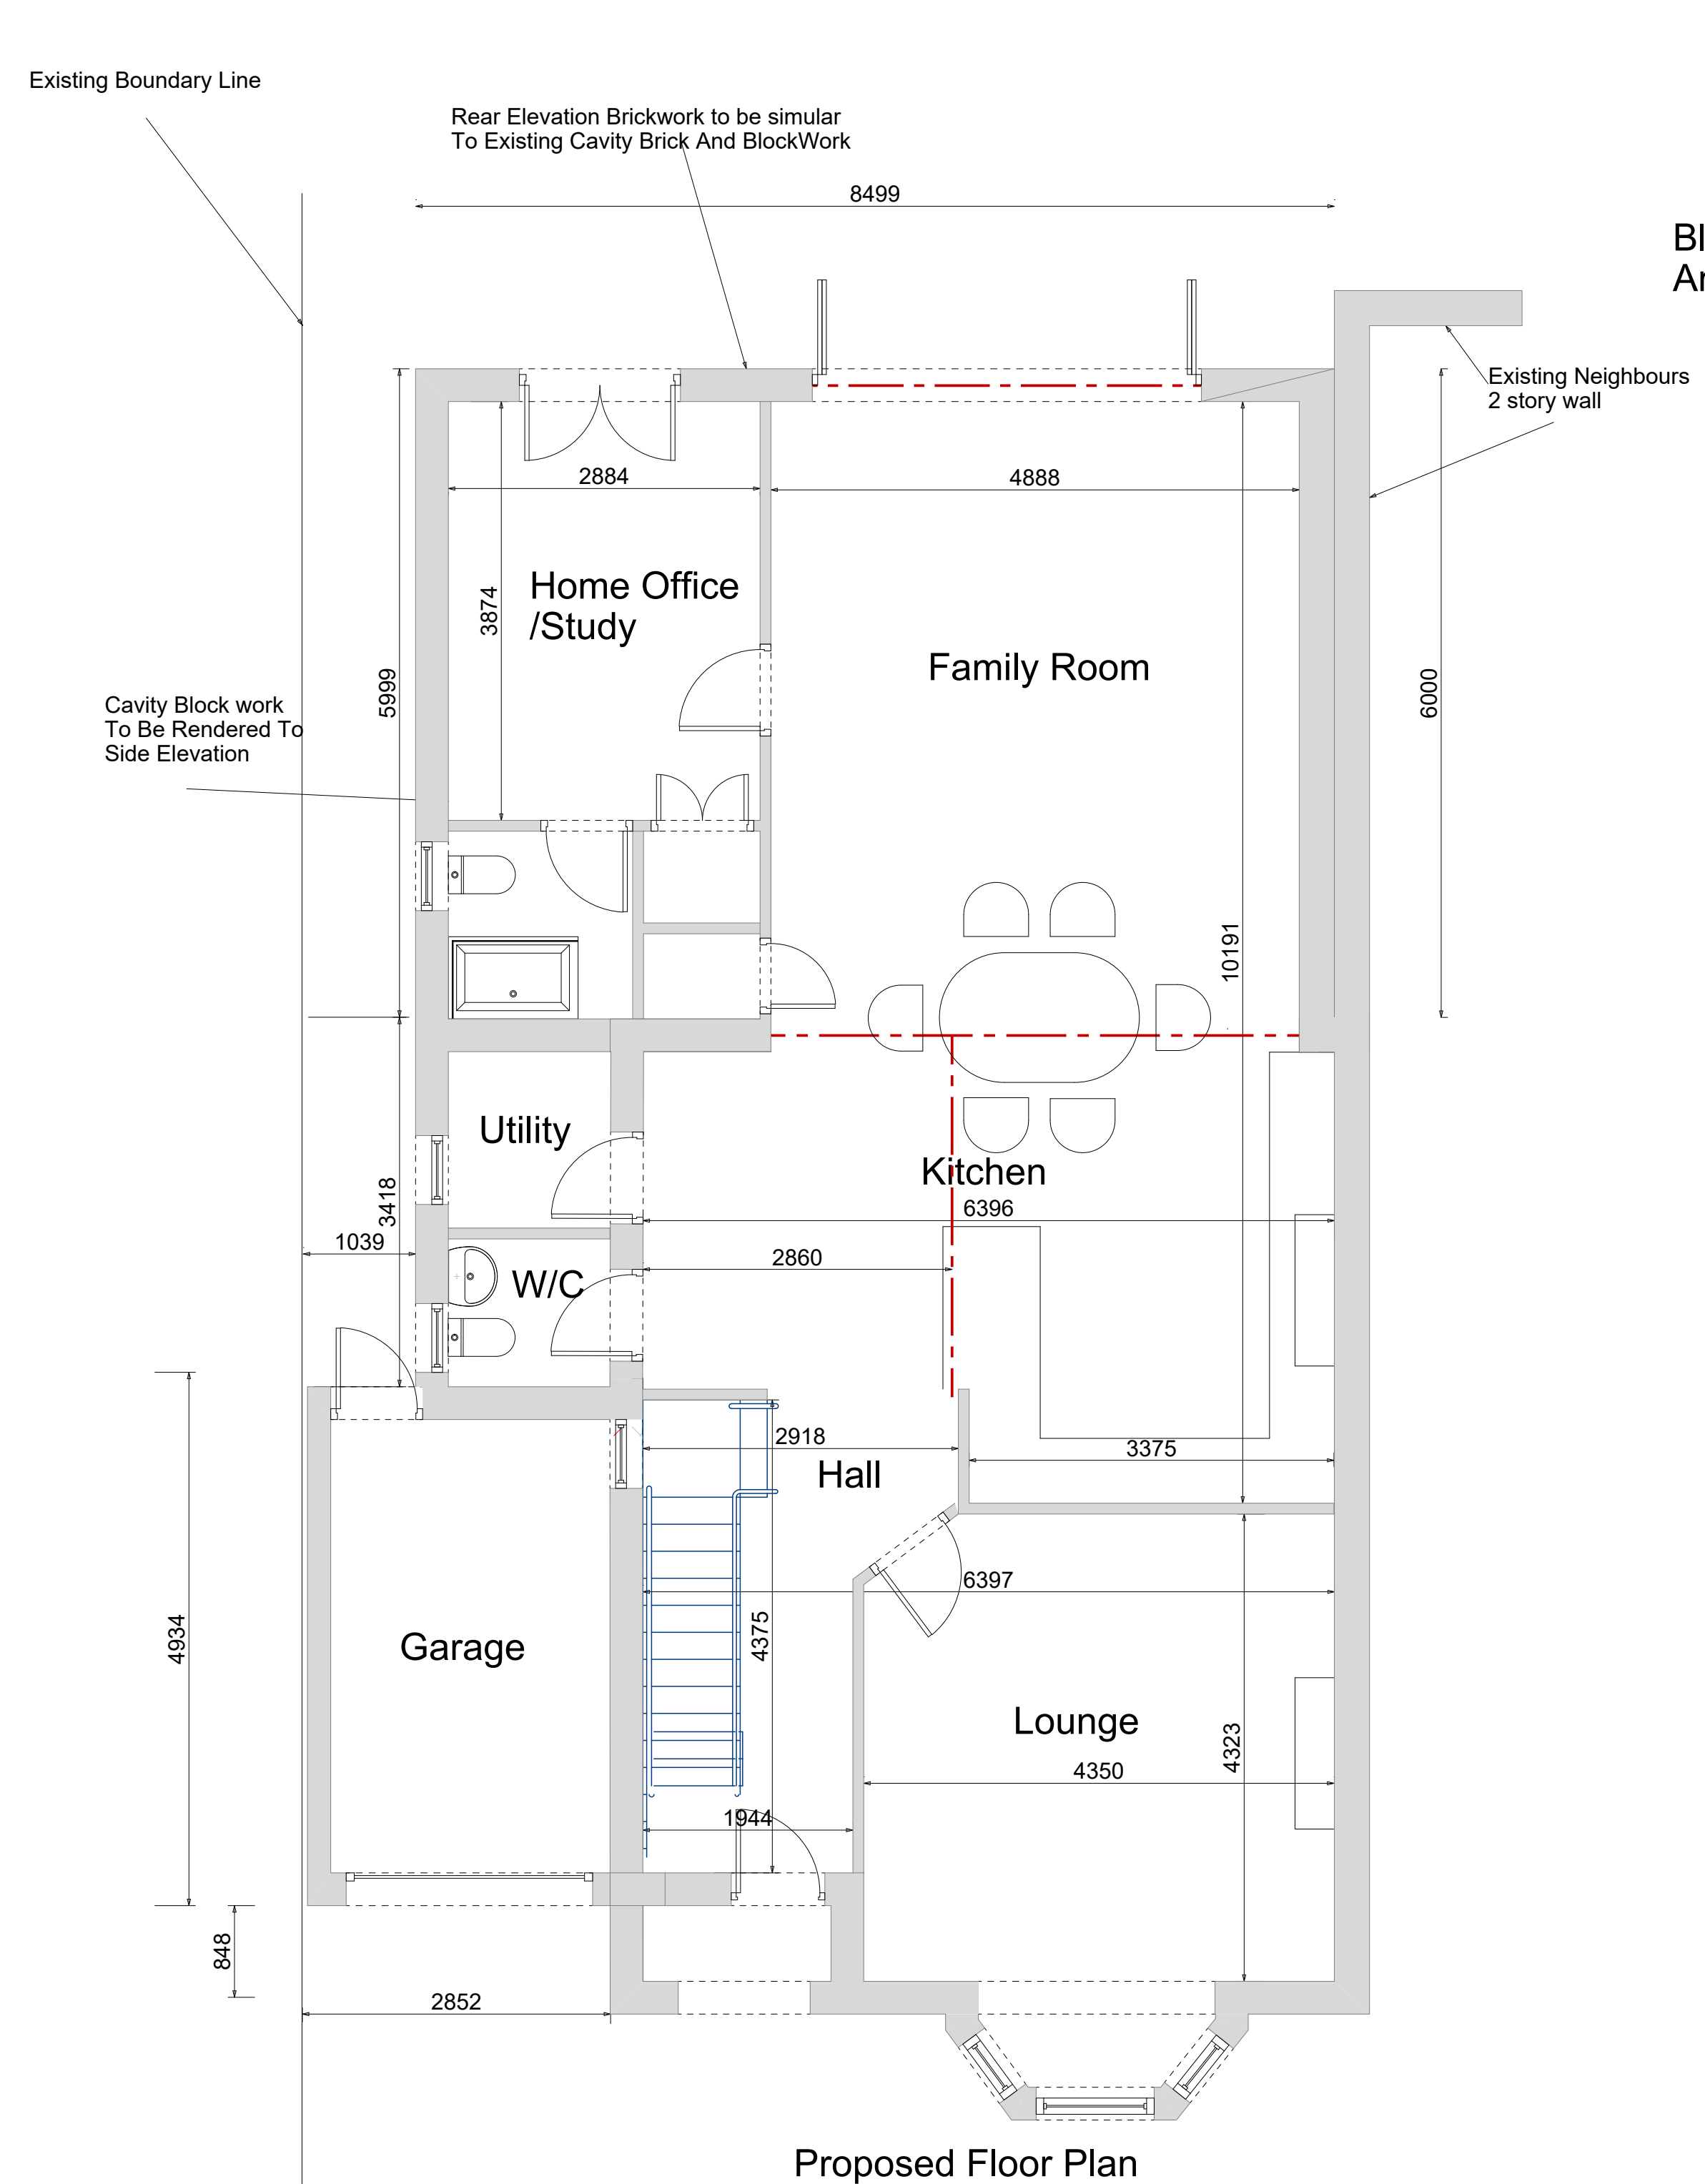 Existing Boundary Line
Rear Elevation Brickwork to be simular
To Existing Cavity Brick And BlockWork
8499
Bl
Ar
Existing Neighbours
2 story wall
2884
4888
Home Office
/Study
3874
Family Room
5999
6000
Cavity Block work
To Be Rendered To
Side Elevation
10191
Utility
Kitchen
3418
6396
1039
2860
W/C
2918
3375
Hall
6397
4934
Garage
4375
Lounge
4323
4350
1944
848
2852
Proposed Floor Plan